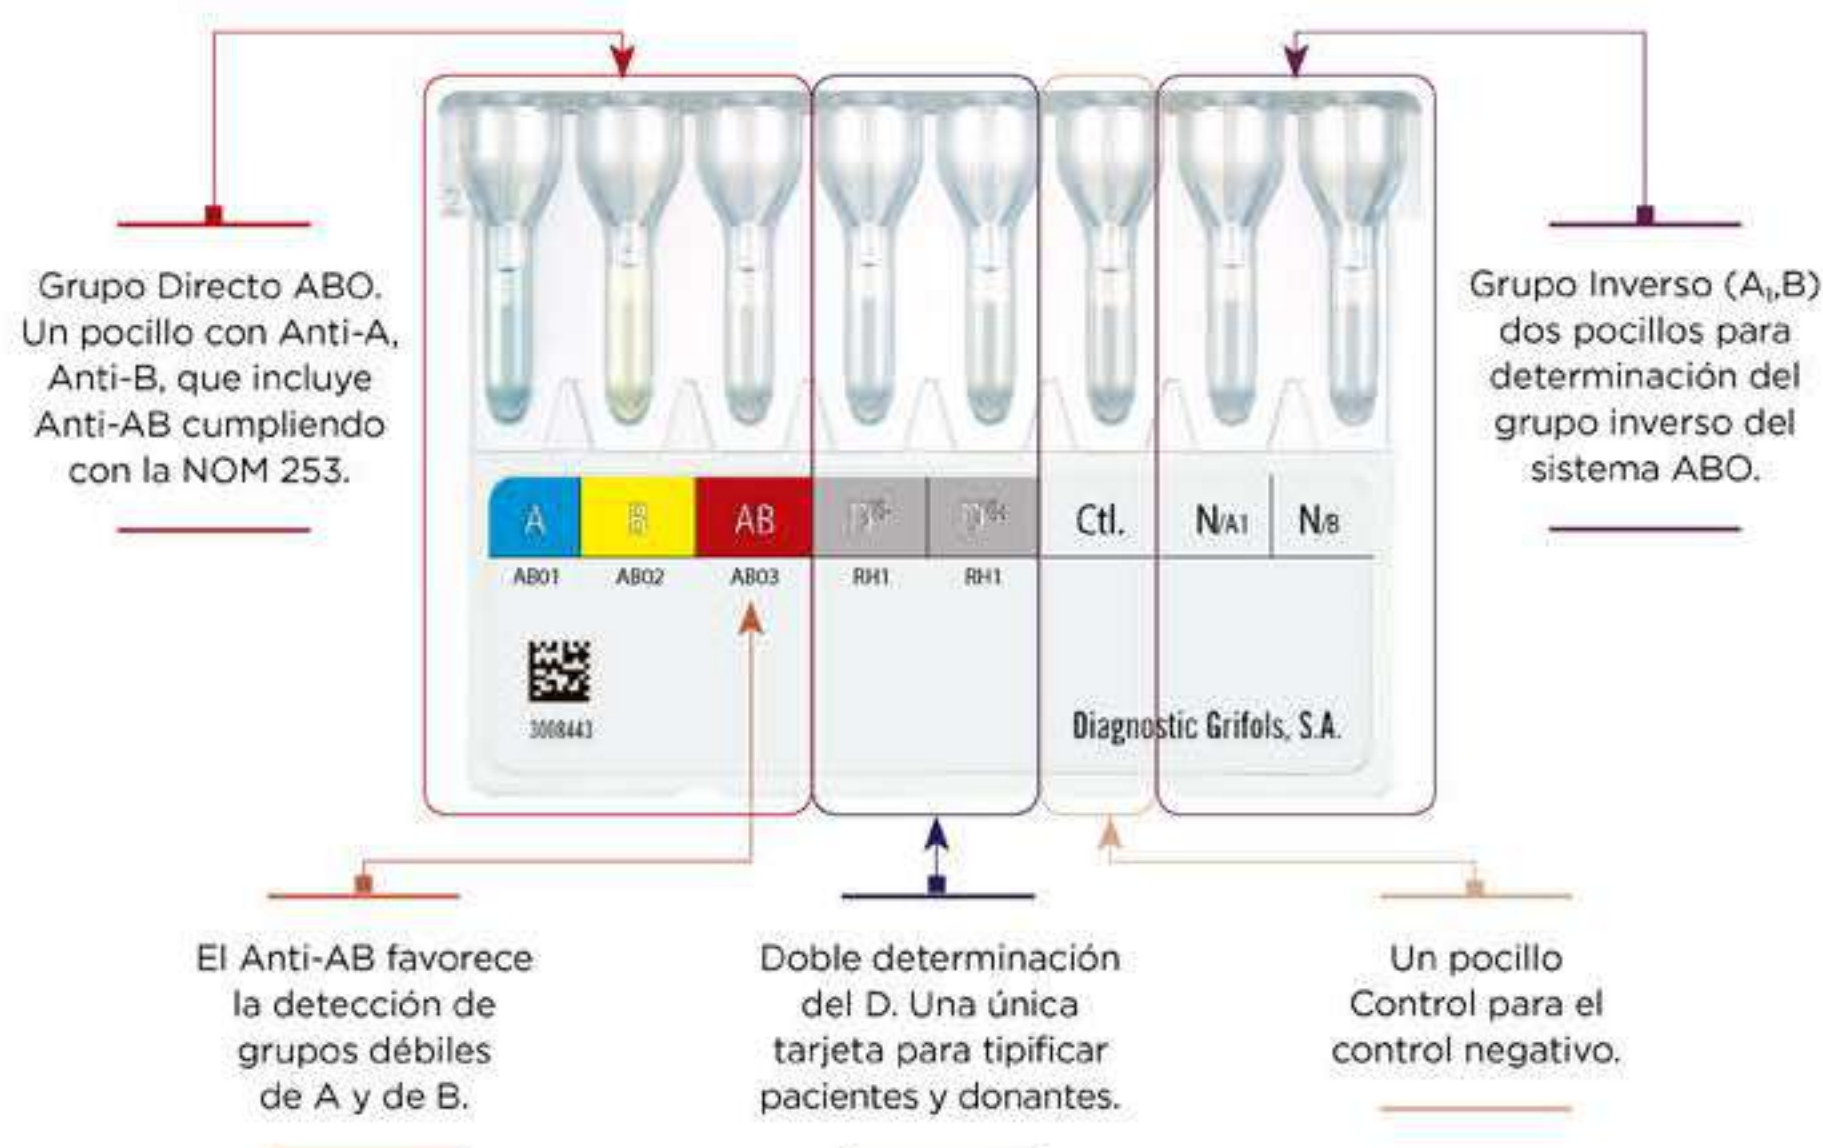 Grupo Directo ABO.
Un pocillo con Anti-A,
Anti-B, que incluye
Anti-AB cumpliendo
con la NOM 253.
Grupo Inverso (A₁,B)
dos pocillos para
determinación del
grupo inverso del
sistema ABO.
A B AB Ctl. N/A1 N/B
AB01 AB02 AB03 RH1 RH1
3008443
Diagnostic Grifols, S.A.
El Anti-AB favorece
la detección de
grupos débiles
de A y de B.
Doble determinación
del D. Una única
tarjeta para tipificar
pacientes y donantes.
Un pocillo
Control para el
control negativo.